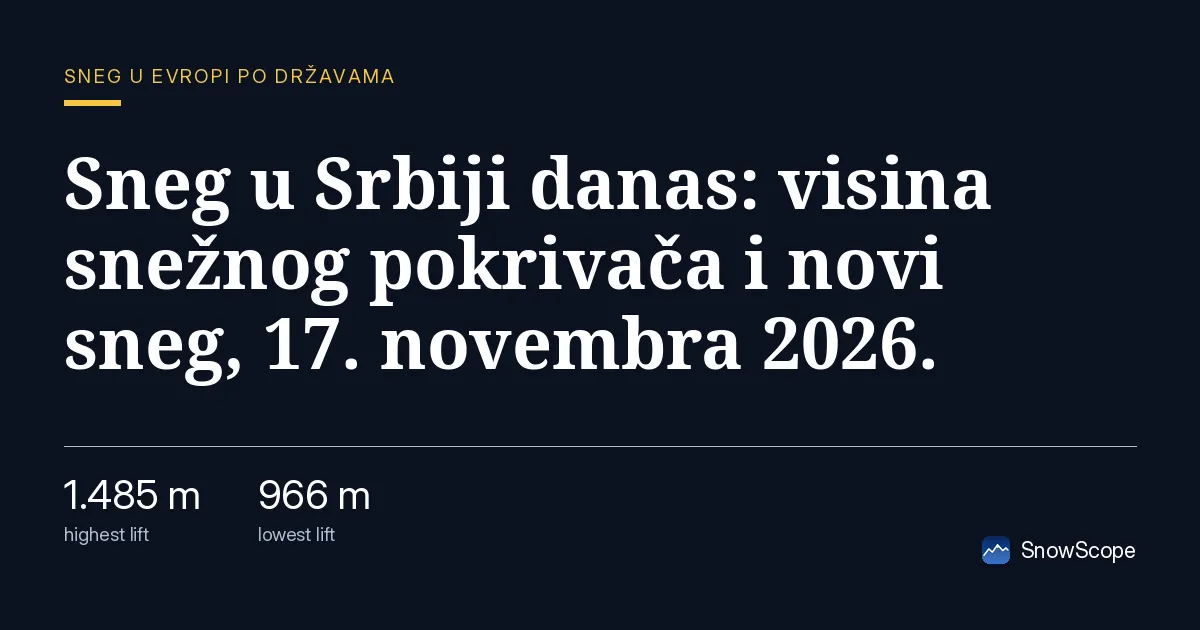 SNEG U EVROPI PO DRŽAVAMA
Sneg u Srbiji danas: visina
snežnog pokrivača i novi
sneg, 17. novembra 2026.
1.485 m
highest lift
966 m
lowest lift
SnowScope